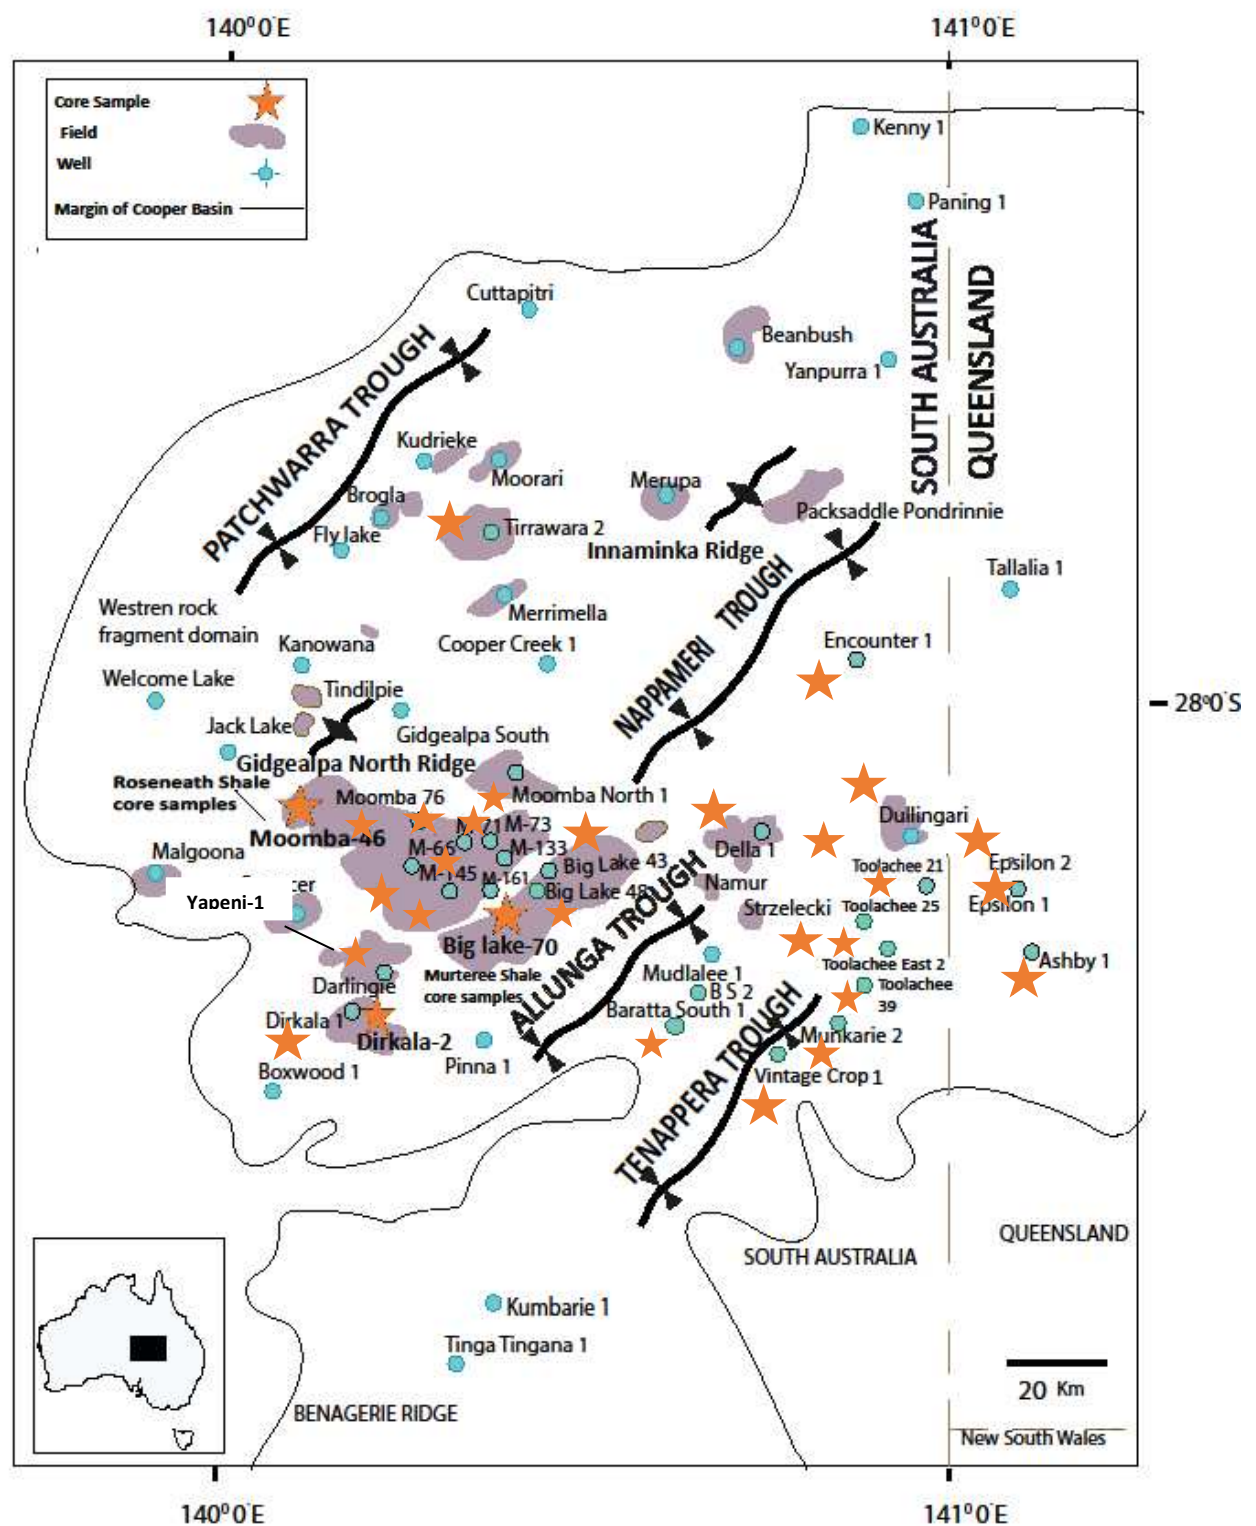 140⁰0'E
141⁰0'E
Core Sample
Field
Well
Margin of Cooper Basin
Kenny 1
Paning 1
SOUTH AUSTRALIA
QUEENSLAND
Cuttapitri
Beanbush
Yanpurra 1
PATCHWARRA TROUGH
Kudrieke
Moorari
Brogla
Merupa
Packsaddle Pondrinnie
Fly lake
Tirrawara 2
Innaminka Ridge
Tallalia 1
Westren rock
fragment domain
Merrimella
NAPPAMERI TROUGH
Kanowana
Cooper Creek 1
Encounter 1
Welcome Lake
Tindilpie
28⁰0'S
Jack Lake
Gidgealpa South
Gidgealpa North Ridge
Roseneath Shale
core samples
Moomba 76
Moomba North 1
Moomba-46
M-73
M-66
M-133
Dullingari
Malgoona
M-145
M-161
Big Lake 43
Big Lake 48
Della 1
Namur
Toolachee 21
Epsilon 2
Epsilon 1
Yapeni-1
Strzelecki
Toolachee 25
Big lake-70
Murteree Shale
core samples
ALLUNGA TROUGH
Mudlalee 1
Toolachee East 2
Ashby 1
Darlingie
B S 2
Toolachee
39
Dirkala 1
Dirkala-2
Baratta South 1
Munkarie 2
Pinna 1
Boxwood 1
Vintage Crop 1
TENAPPERA TROUGH
QUEENSLAND
SOUTH AUSTRALIA
Kumbarie 1
Tinga Tingana 1
20 Km
BENAGERIE RIDGE
New South Wales
140⁰0'E
141⁰0'E